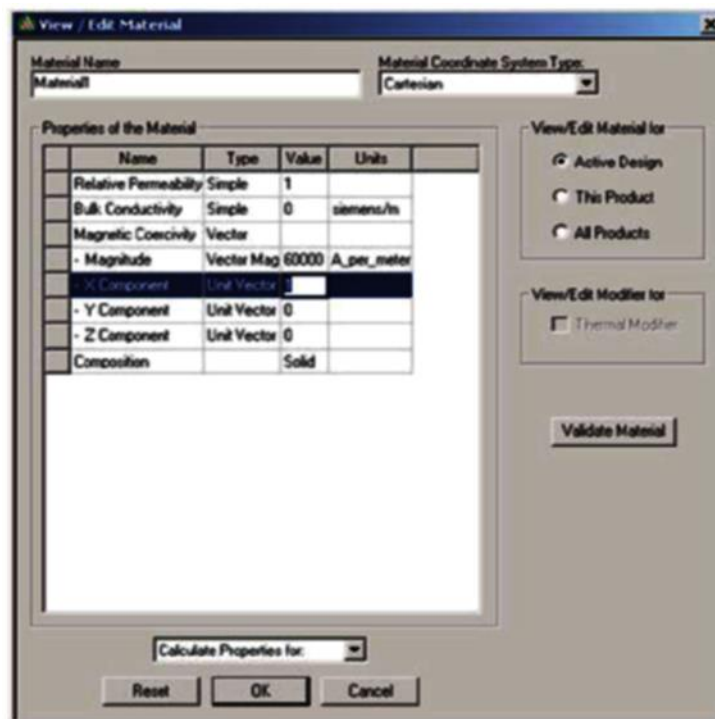 View / Edit Material
Material Name
Material Coordinate System Type:
Material1
Cartesian
Properties of the Material
Name Type Value Units
Relative Permeability Simple 1
Bulk Conductivity Simple 0 siemens/m
Magnetic Coercivity Vector
- Magnitude Vector Mag 60000 A_per_meter
- X Component Unit Vector
- Y Component Unit Vector 0
- Z Component Unit Vector 0
Composition Solid
View/Edit Material for
Active Design
This Product
All Products
View/Edit Modifier for
Thermal Modifier
Validate Material
Calculate Properties for:
Reset OK Cancel